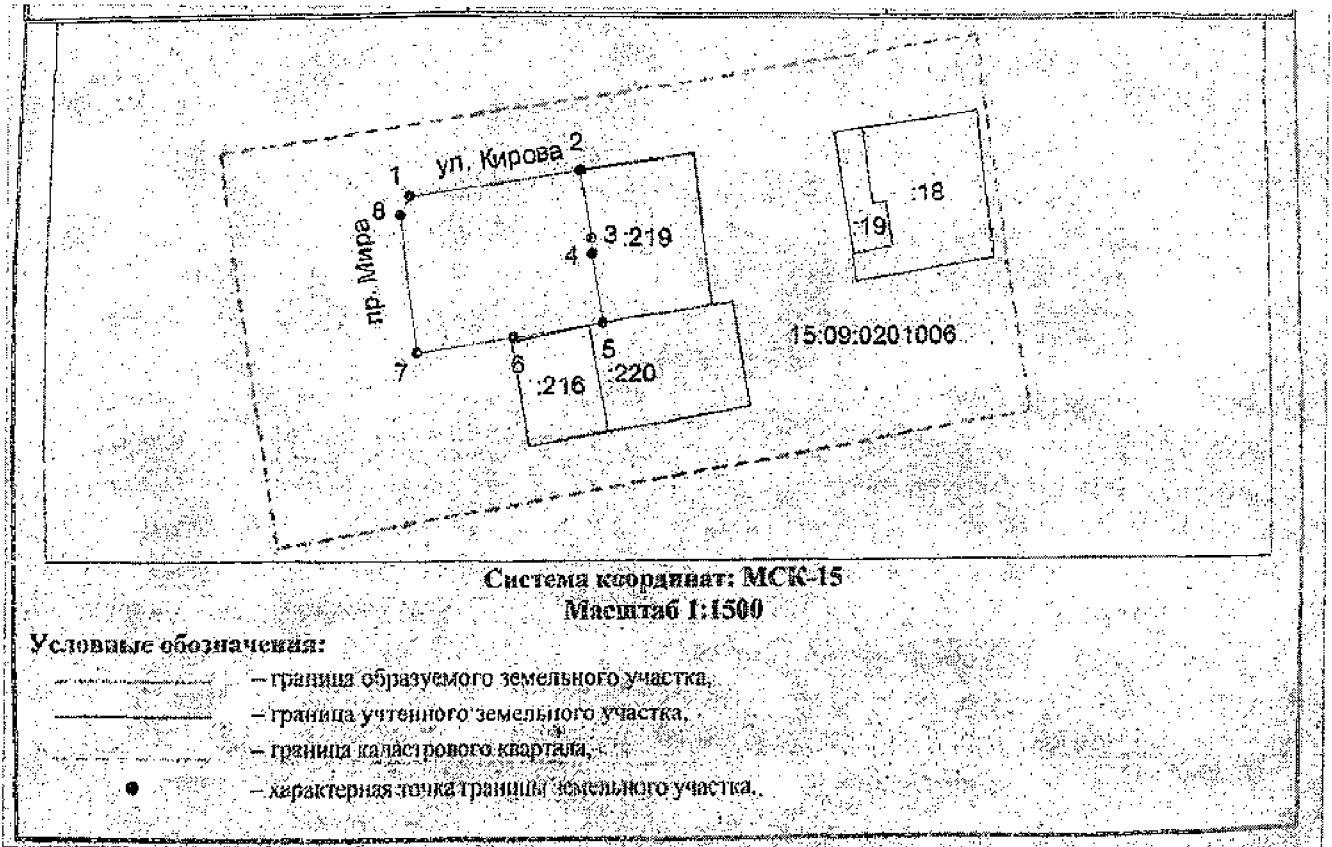 1
ул. Кирова
2
8
пр. Мира
3
:219
4
:18
:19
15:09:0201006
7
6
5
:216
:220
Система координат: МСК-15
Масштаб 1:1500
Условные обозначения:
– граница образуемого земельного участка,
– граница учтенного земельного участка,
– граница кадастрового квартала,
– характерная точка границы земельного участка.